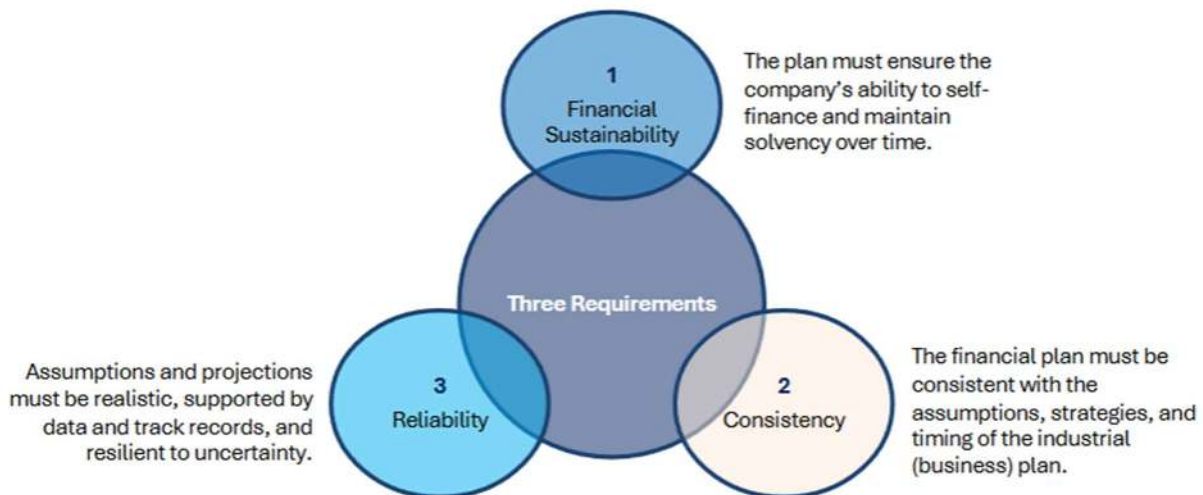 1
Financial
Sustainability
The plan must ensure the
company’s ability to self-
finance and maintain
solvency over time.
Three Requirements
Assumptions and projections
must be realistic, supported by
data and track records, and
resilient to uncertainty.
3
Reliability
2
Consistency
The financial plan must be
consistent with the
assumptions, strategies, and
timing of the industrial
(business) plan.